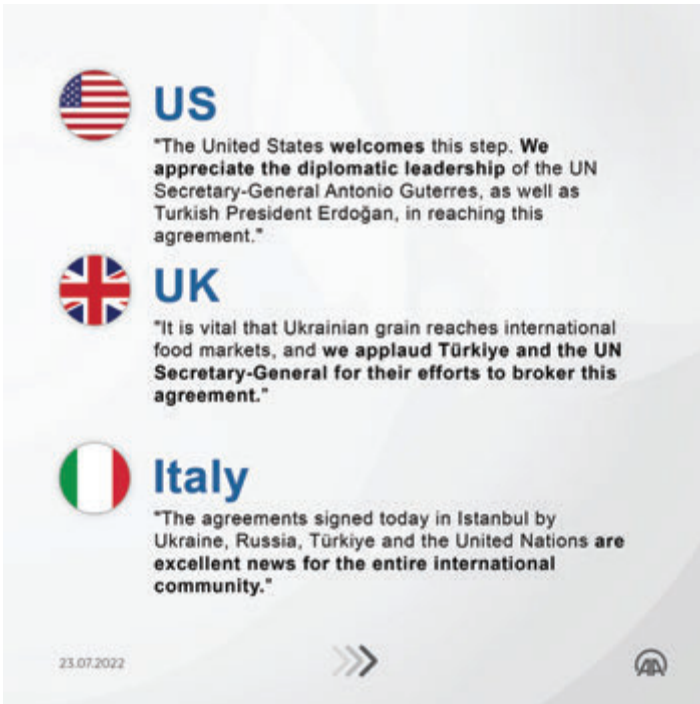 US
"The United States welcomes this step. We
appreciate the diplomatic leadership of the UN
Secretary-General Antonio Guterres, as well as
Turkish President Erdoğan, in reaching this
agreement."
UK
"It is vital that Ukrainian grain reaches international
food markets, and we applaud Türkiye and the UN
Secretary-General for their efforts to broker this
agreement."
Italy
"The agreements signed today in Istanbul by
Ukraine, Russia, Türkiye and the United Nations are
excellent news for the entire international
community."
23.07.2022
AA